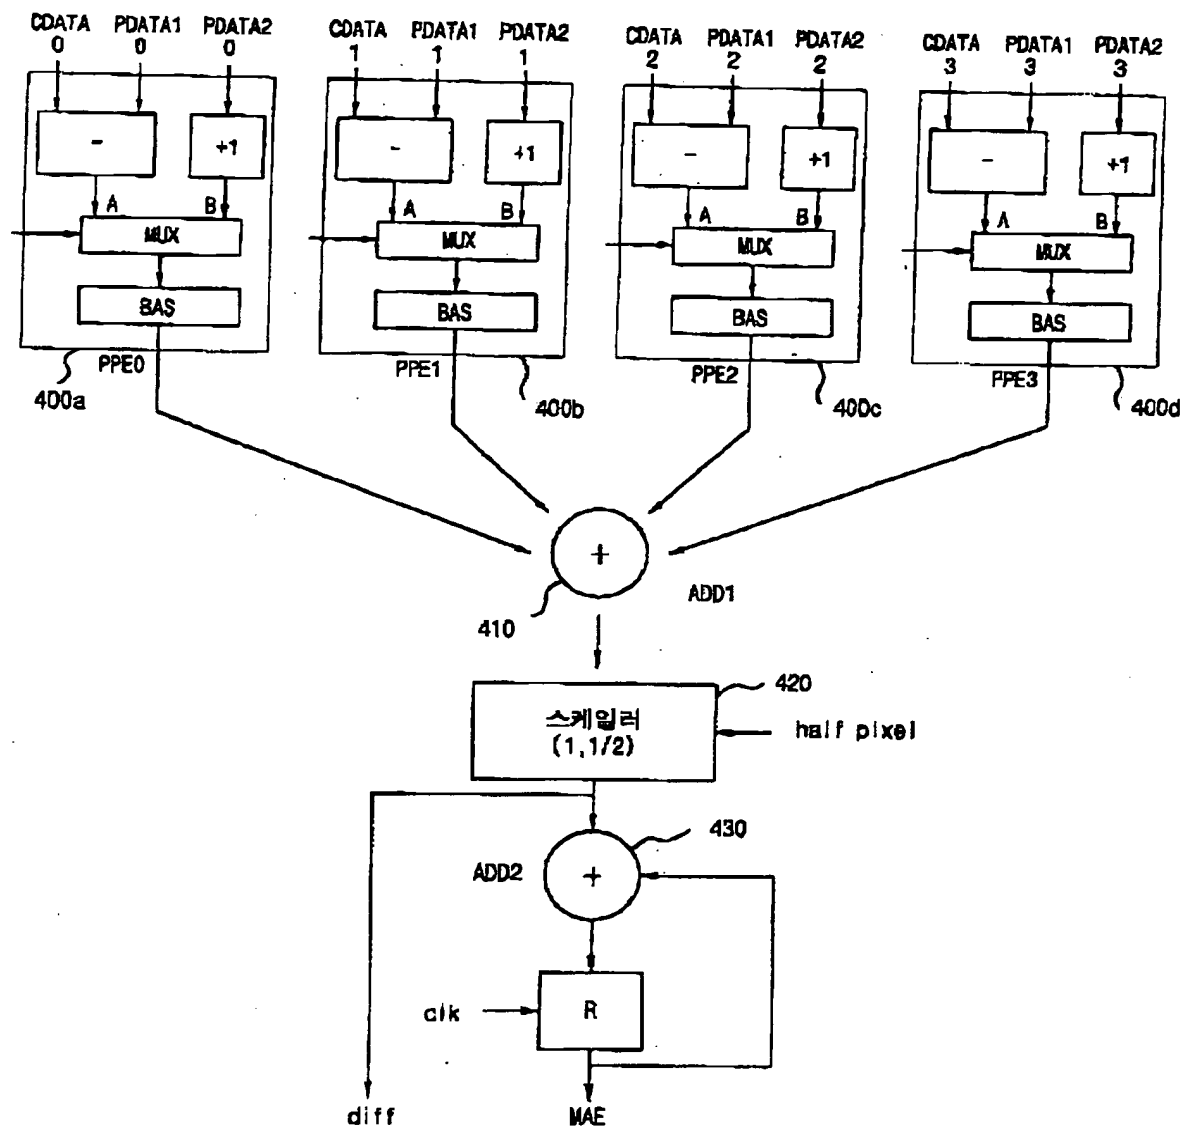 CDATA PDATA1 PDATA2 CDATA PDATA1 PDATA2 CDATA PDATA1 PDATA2 CDATA PDATA1 PDATA2
0 0 0 1 1 1 2 2 2 3 3 3
- +1 - +1 - +1 - +1
A B A B A B A B
MUX MUX MUX MUX
BAS BAS BAS BAS
PPE0 PPE1 PPE2 PPE3
400a 400b 400c 400d
+
ADD1
410
420
스케일러
(1,1/2)
half pixel
430
ADD2
+
clk
R
diff
MAE